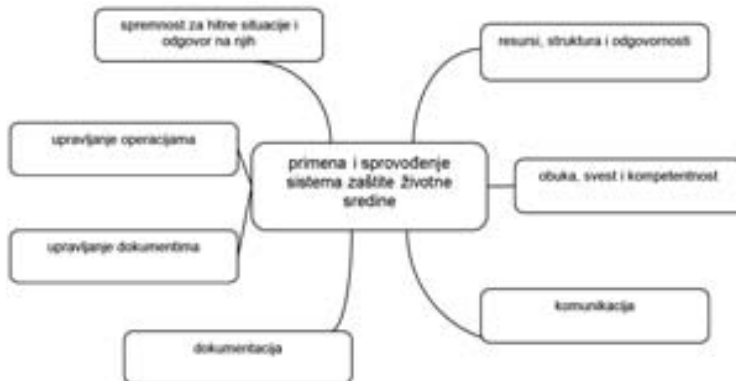 spremnost za hitne situacije i
odgovor na njih
resursi, struktura i odgovornosti
upravljanje operacijama
primena i sprovođenje
sistema zaštite životne
sredine
obuka, svest i kompetentnost
upravljanje dokumentima
komunikacija
dokumentacija